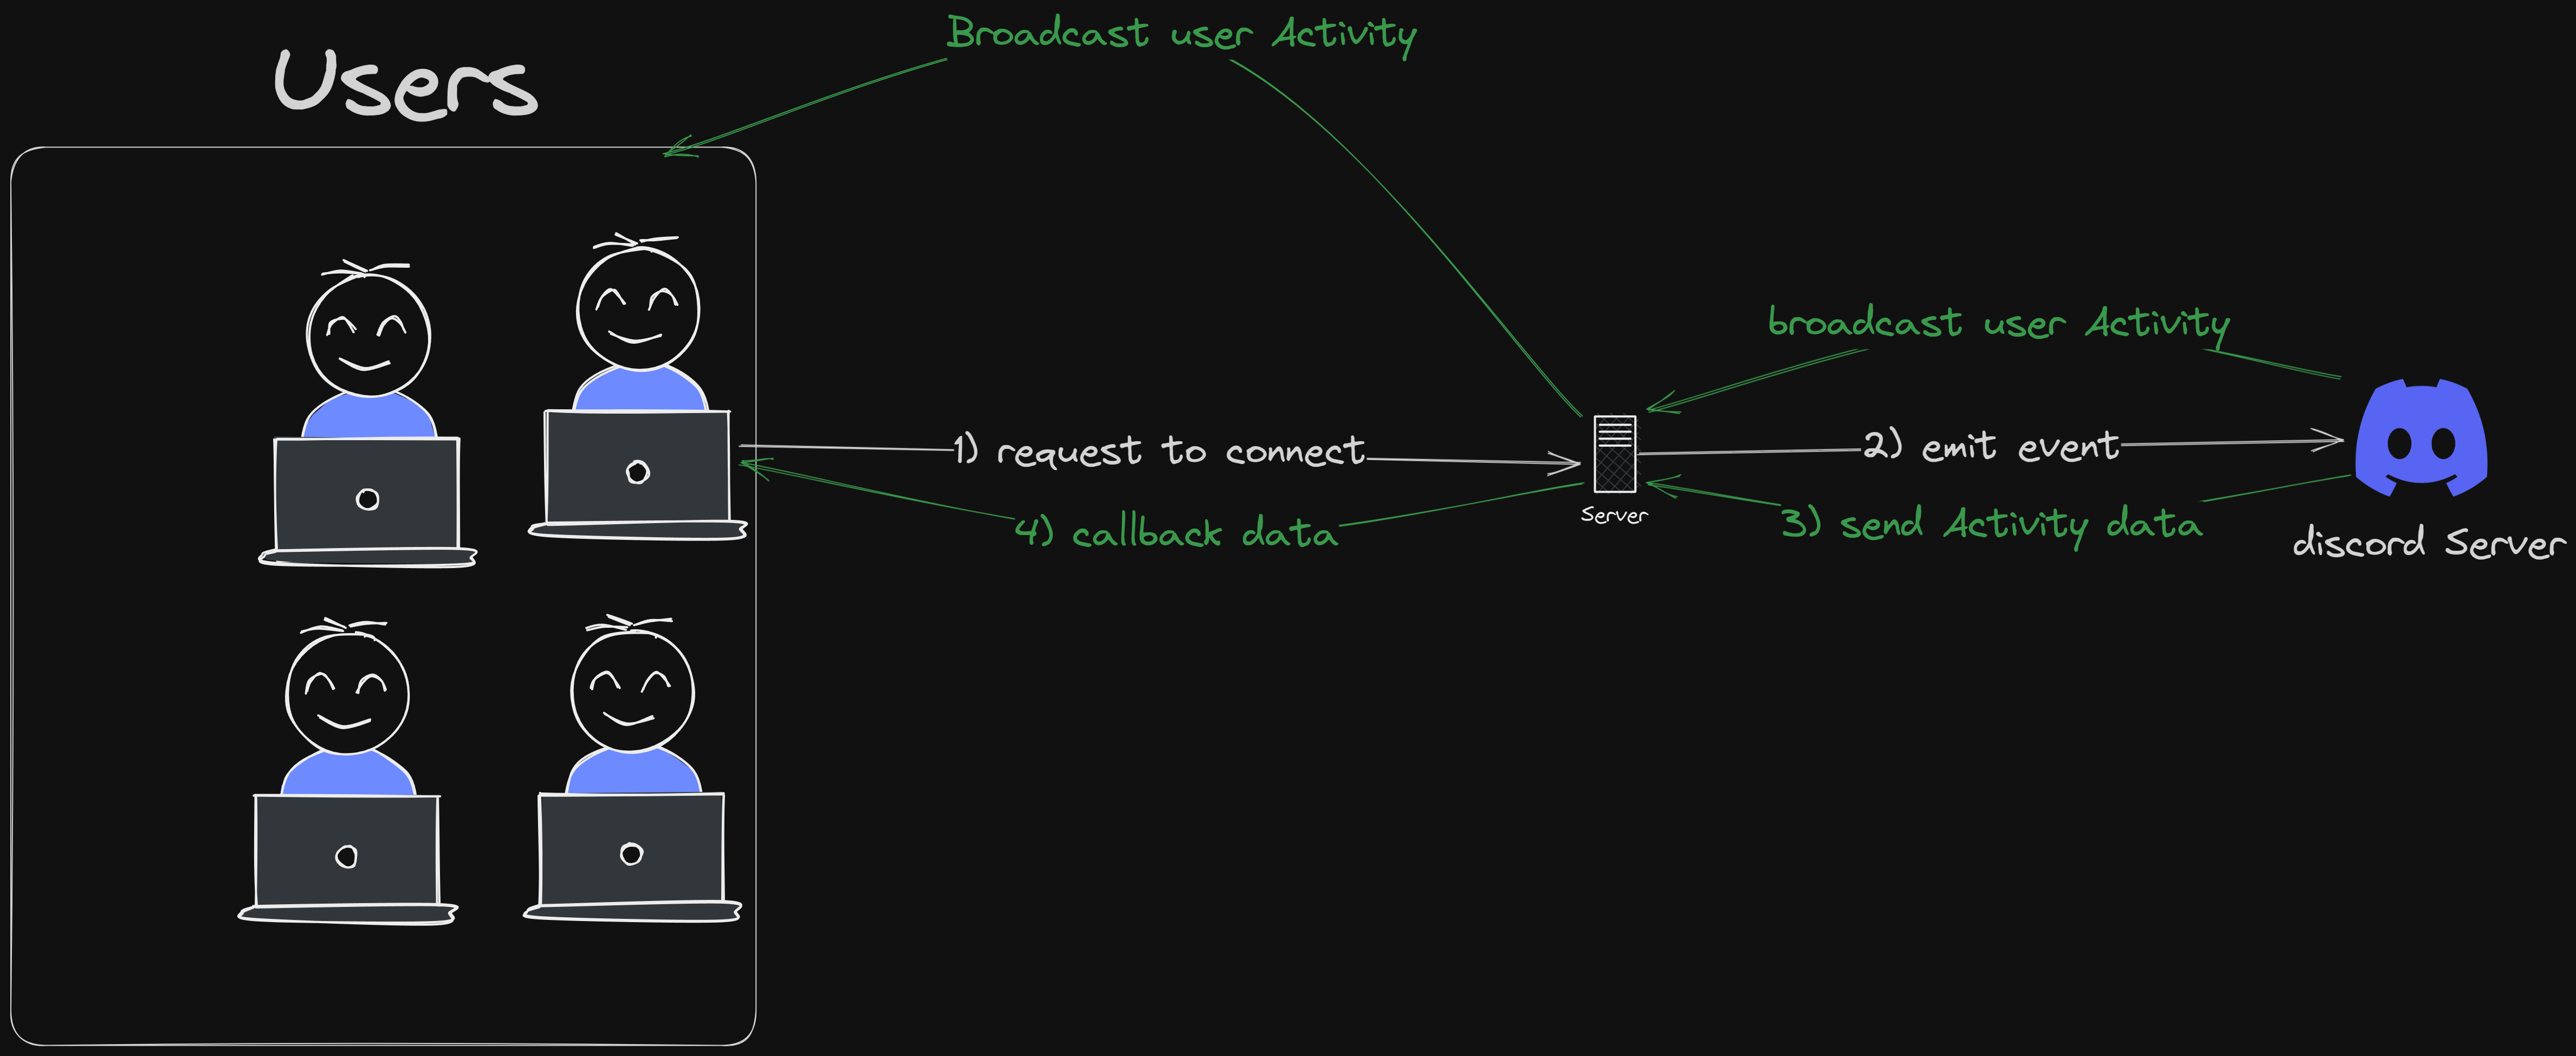 Broadcast user Activity
Users
broadcast user Activity
1) request to connect
2) emit event
Server
3) send Activity data
4) callback data
discord Server